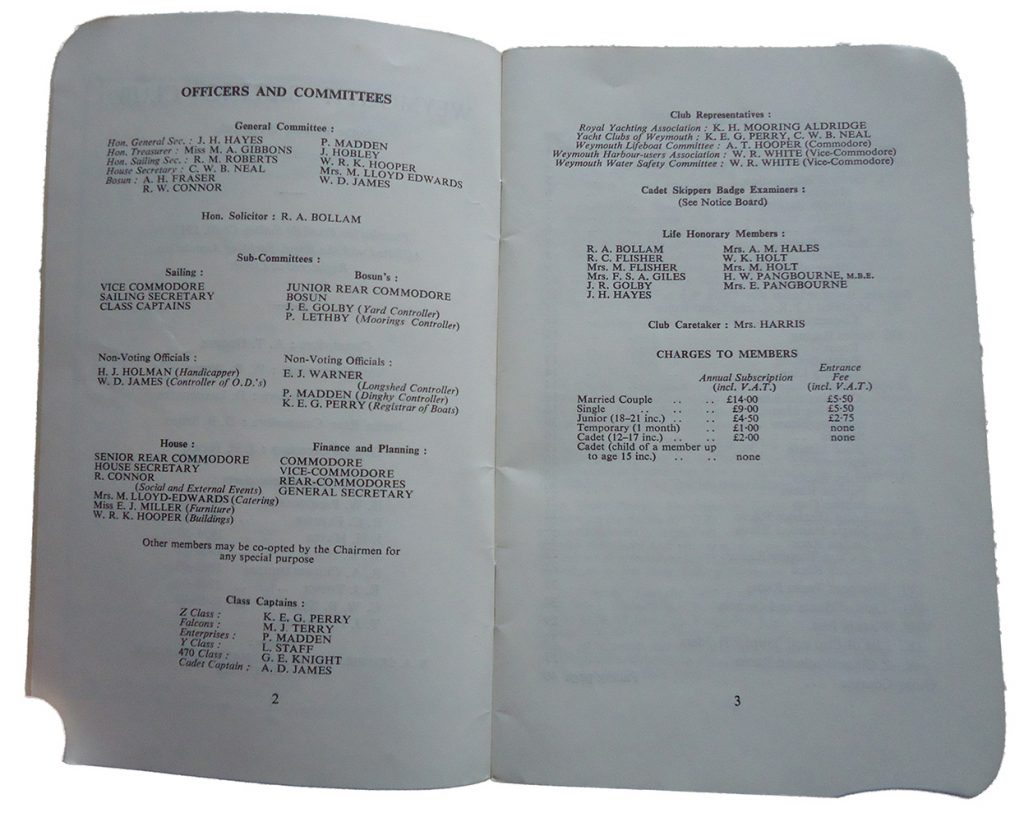 OFFICERS AND COMMITTEES
General Committee :
Hon. General Sec. : J. H. HAYES
Hon. Treasurer : Miss M. A. GIBBONS
Hon. Sailing Sec. : R. M. ROBERTS
House Secretary : C. W. B. NEAL
Bosun : A. H. FRASER
R. W. CONNOR
P. MADDEN
J. HOBLEY
W. R. K. HOOPER
Mrs. M. LLOYD EDWARDS
W. D. JAMES
Hon. Solicitor : R. A. BOLLAM
Sub-Committees :
Sailing :
VICE COMMODORE
SAILING SECRETARY
CLASS CAPTAINS
Bosun's :
JUNIOR REAR COMMODORE
BOSUN
J. E. GOLBY (Yard Controller)
P. LETHBY (Moorings Controller)
Non-Voting Officials :
H. J. HOLMAN (Handicapper)
W. D. JAMES (Controller of O.D.'s)
Non-Voting Officials :
E. J. WARNER
(Longshed Controller)
P. MADDEN (Dinghy Controller)
K. E. G. PERRY (Registrar of Boats)
House :
SENIOR REAR COMMODORE
HOUSE SECRETARY
R. CONNOR
(Social and External Events)
Mrs. M. LLOYD-EDWARDS (Catering)
Miss E. J. MILLER (Furniture)
W. R. K. HOOPER (Buildings)
Finance and Planning :
COMMODORE
VICE-COMMODORE
REAR-COMMODORES
GENERAL SECRETARY
Other members may be co-opted by the Chairmen for
any special purpose
Class Captains :
Z Class : K. E. G. PERRY
Falcons : M. J. TERRY
Enterprises : P. MADDEN
Y Class : L. STAFF
470 Class : G. E. KNIGHT
Cadet Captain : A. D. JAMES
2
Club Representatives :
Royal Yachting Association : K. H. MOORING ALDRIDGE
Yacht Clubs of Weymouth : K. E. G. PERRY, C. W. B. NEAL
Weymouth Lifeboat Committee : A. T. HOOPER (Commodore)
Weymouth Harbour-users Association : W. R. WHITE (Vice-Commodore)
Weymouth Water Safety Committee : W. R. WHITE (Vice-Commodore)
Cadet Skippers Badge Examiners :
(See Notice Board)
Life Honorary Members :
R. A. BOLLAM
R. C. FLISHER
Mrs. M. FLISHER
Mrs. F. S. A. GILES
J. R. GOLBY
J. H. HAYES
Mrs. A. M. HALES
W. K. HOLT
Mrs. M. HOLT
H. W. PANGBOURNE, M.B.E.
Mrs. E. PANGBOURNE
Club Caretaker : Mrs. HARRIS
CHARGES TO MEMBERS
Annual Subscription (incl. V.A.T.)
Entrance Fee (incl. V.A.T.)
Married Couple .. .. £14·00 £5·50
Single .. .. .. £9·00 £5·50
Junior (18–21 inc.) .. .. £4·50 £2·75
Temporary (1 month) .. £1·00 none
Cadet (12–17 inc.) .. .. £2·00 none
Cadet (child of a member up
to age 15 inc.) .. .. none
3